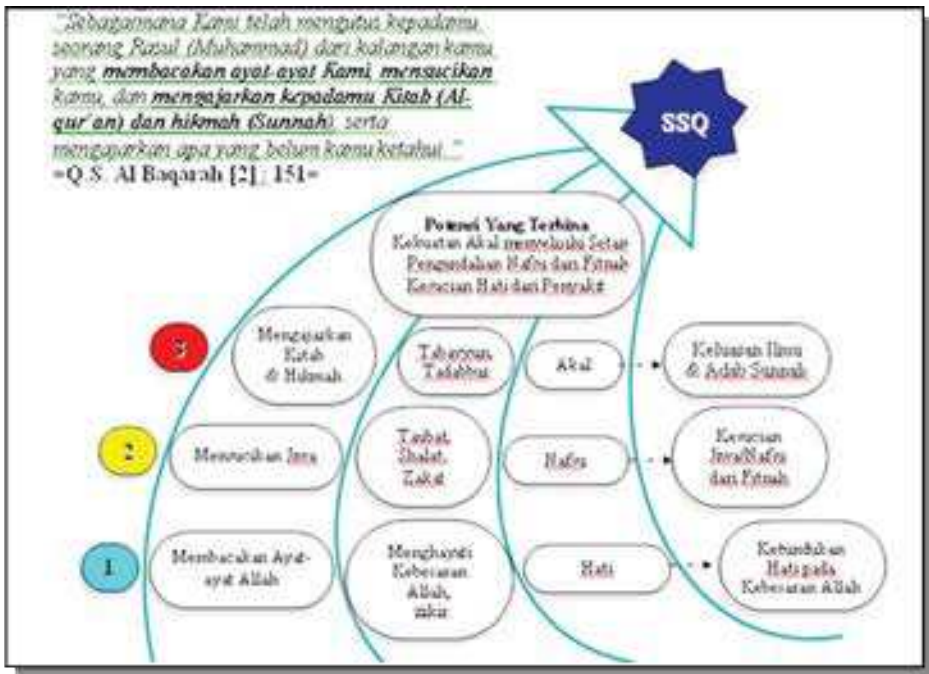 "Sebagaimana Kami telah mengutus kepadamu
seorang Rasul (Muhammad) dari kalangan kamu
yang membacakan ayat-ayat Kami, mensucikan
kamu, dan mengajarkan kepadamu Kitab (Al-
qur'an) dan hikmah (Sunnah), serta
mengajarkan apa yang belum kamu ketahui."
=Q.S. Al Baqarah [2] : 151=
SSQ
Potensi Yang Terbina
Kekuatan Akal menyeluki Setan
Pengendalian Nafsu dari Fitnah
Kesucian Hati dari Penyakit
3
Mengajarkan
Kitab
& Hikmah
Tadabbur
Akal
Keluasan Ilmu
& Adab Sunnah
2
Mensucikan Jiwa
Taubat,
Shalat,
Zakat
Nafsu
Kesucian
Jiwa/Nafsu
dari Fitnah
1
Membacakan Ayat-
ayat Allah
Menghayati
Kebesaran
Allah,
zikir
Hati
Ketundukan
Hati pada
Kebesaran Allah